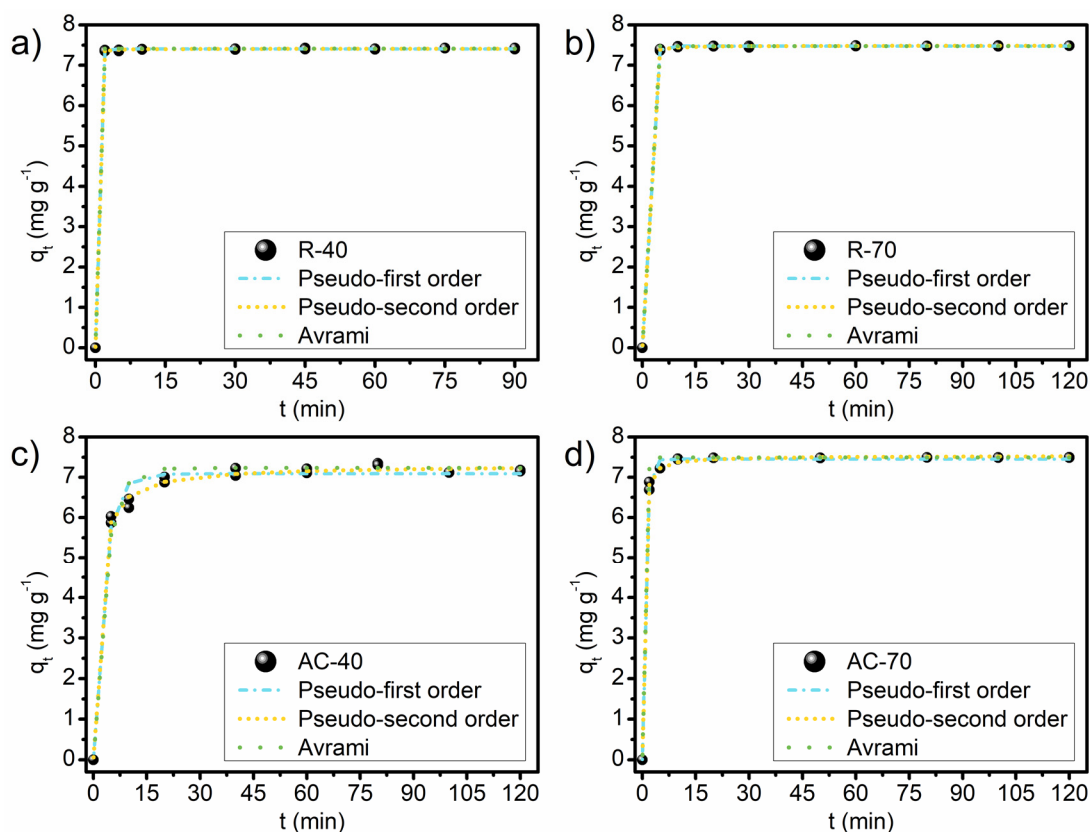 a)
8
7
6
5
4
3
2
1
0
q_t (mg g⁻¹)
R-40
Pseudo-first order
Pseudo-second order
Avrami
0 15 30 45 60 75 90
t (min)
b)
8
7
6
5
4
3
2
1
0
q_t (mg g⁻¹)
R-70
Pseudo-first order
Pseudo-second order
Avrami
0 15 30 45 60 75 90 105 120
t (min)
c)
8
7
6
5
4
3
2
1
0
q_t (mg g⁻¹)
AC-40
Pseudo-first order
Pseudo-second order
Avrami
0 15 30 45 60 75 90 105 120
t (min)
d)
8
7
6
5
4
3
2
1
0
q_t (mg g⁻¹)
AC-70
Pseudo-first order
Pseudo-second order
Avrami
0 15 30 45 60 75 90 105 120
t (min)